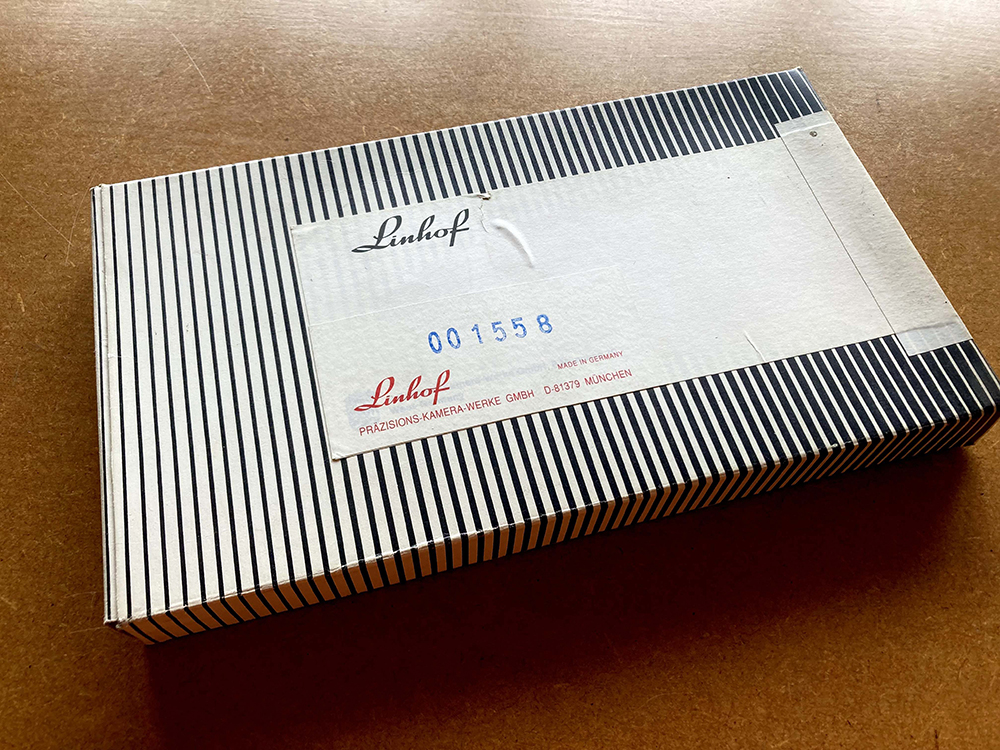 Linhof
001558
MADE IN GERMANY
Linhof
PRÄZISIONS-KAMERA-WERKE GMBH D-81379 MÜNCHEN